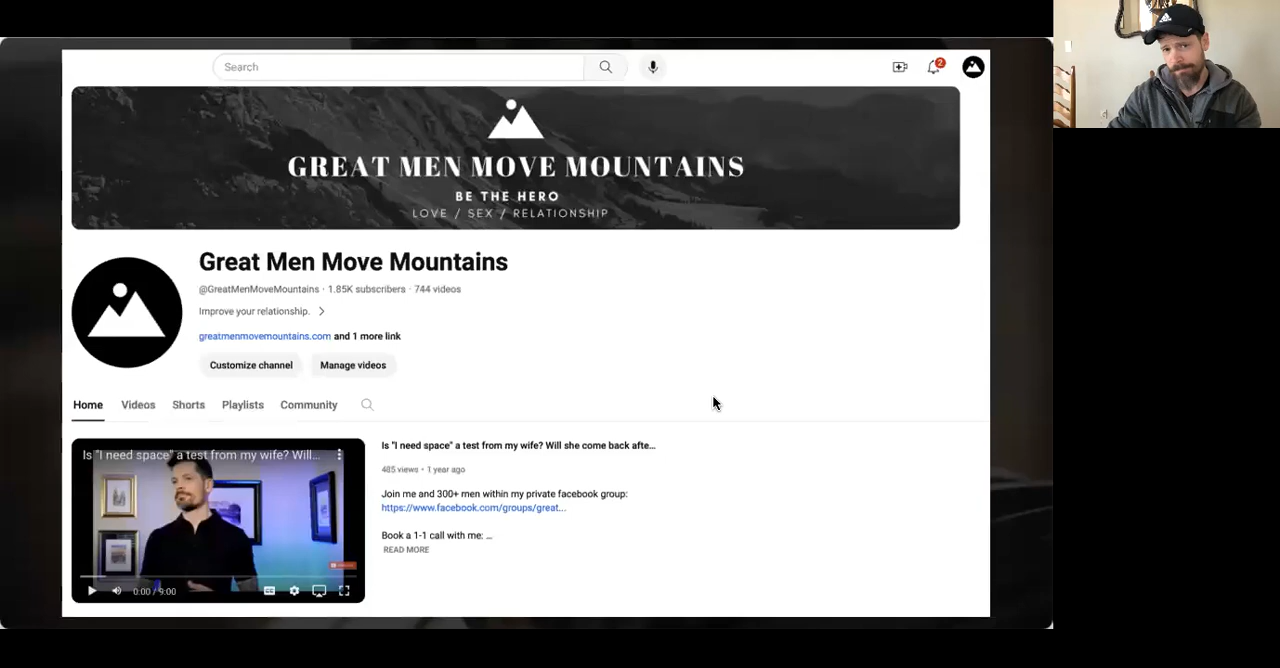 Search
2
GREAT MEN MOVE MOUNTAINS
BE THE HERO
LOVE / SEX / RELATIONSHIP
Great Men Move Mountains
@GreatMenMoveMountains · 1.85K subscribers · 744 videos
Improve your relationship.
greatmenmovemountains.com and 1 more link
Customize channel Manage videos
Home Videos Shorts Playlists Community
Is "I need space" a test from my wife? Will...
Is "I need space" a test from my wife? Will she come back afte...
485 views • 1 year ago
Join me and 300+ men within my private facebook group:
https://www.facebook.com/groups/great...
Book a 1-1 call with me: ...
READ MORE
0:00 / 9:00